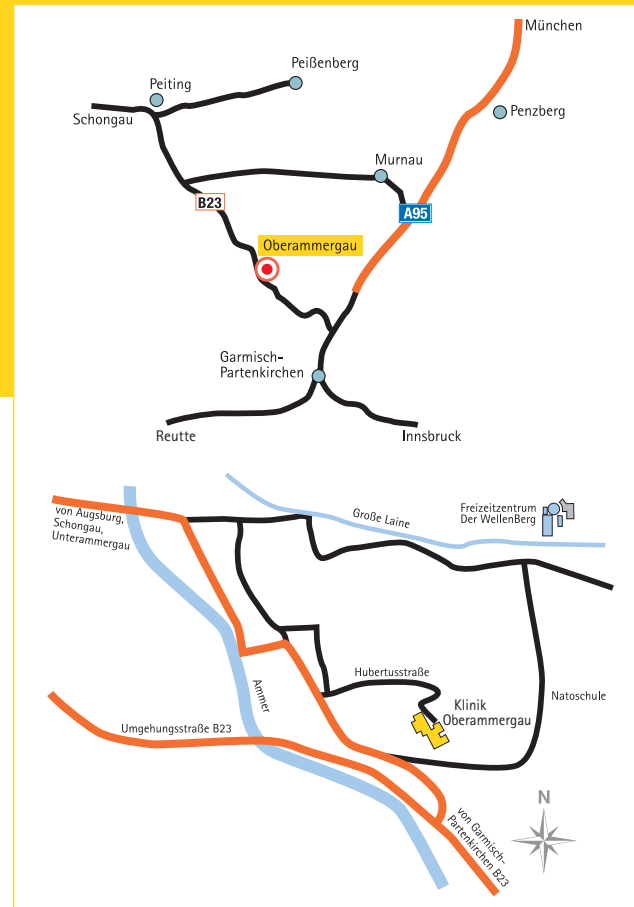 München
Peißenberg
Peiting
Penzberg
Schongau
Murnau
B23
A95
Oberammergau
Garmisch-
Partenkirchen
Reutte
Innsbruck
von Augsburg,
Schongau,
Unterammergau
Große Laine
Freizeitzentrum
Der WellenBerg
Hubertusstraße
Ammer
Klinik
Oberammergau
Natoschule
Umgehungsstraße B23
N
von Garmisch-
Partenkirchen B23